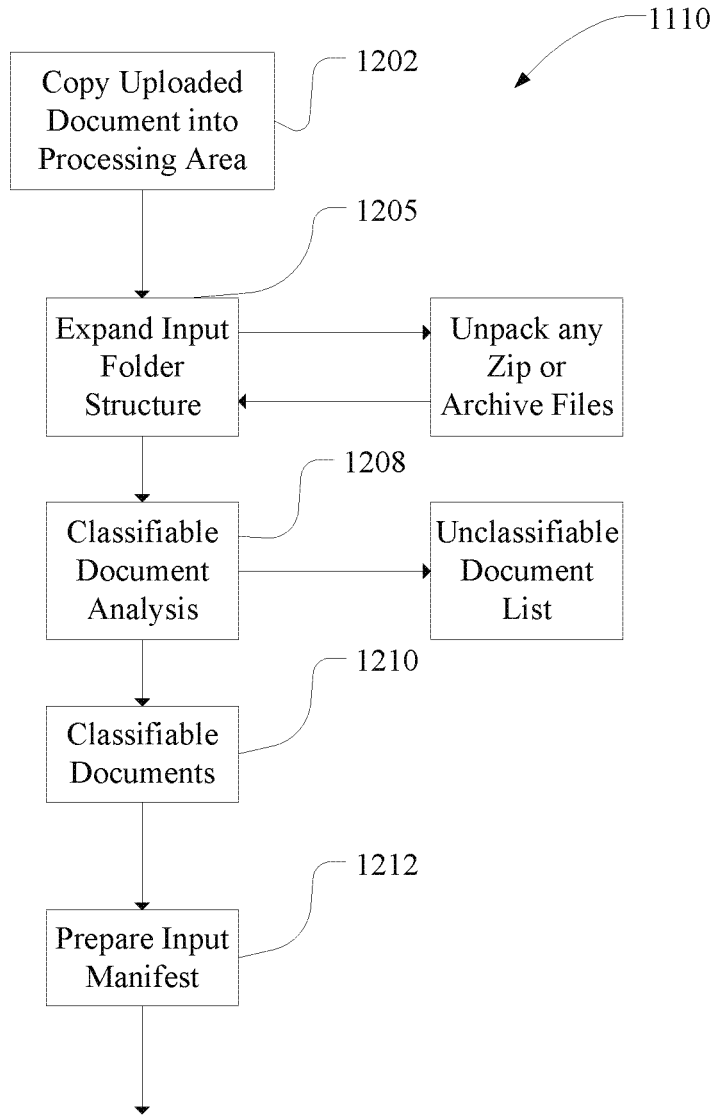 1110
1202
Copy Uploaded
Document into
Processing Area
1205
Expand Input
Folder
Structure
Unpack any
Zip or
Archive Files
1208
Classifiable
Document
Analysis
Unclassifiable
Document
List
1210
Classifiable
Documents
1212
Prepare Input
Manifest